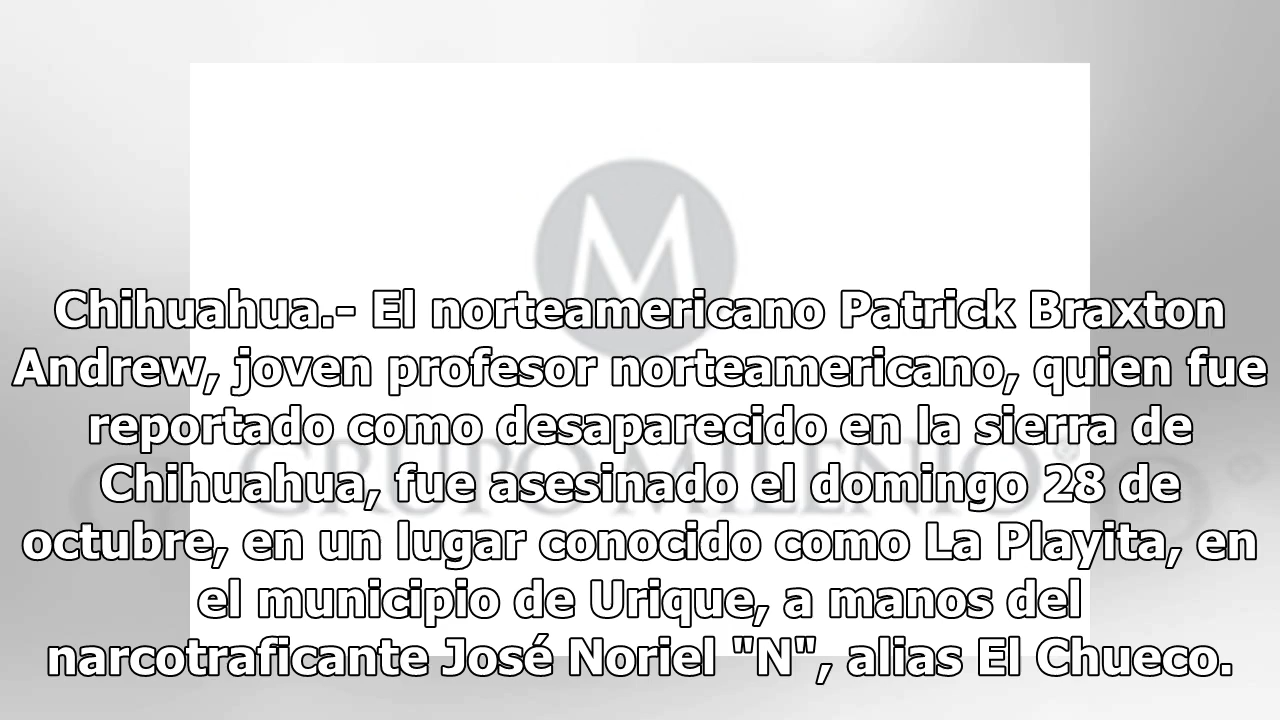 M
Chihuahua.- El norteamericano Patrick Braxton
Andrew, joven profesor norteamericano, quien fue
reportado como desaparecido en la sierra de
Chihuahua, fue asesinado el domingo 28 de
GRUPO MILENIO®
octubre, en un lugar conocido como La Playita, en
el municipio de Urique, a manos del
narcotraficante José Noriel "N", alias El Chueco.